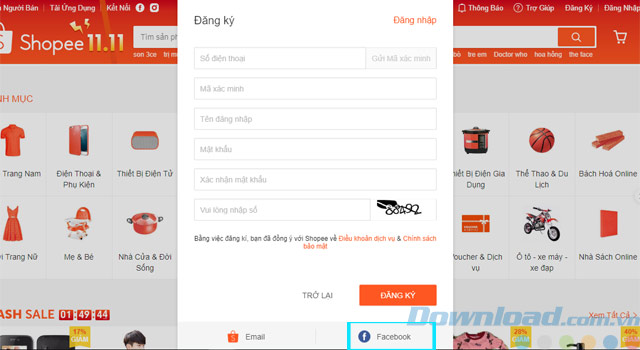 Người Bán
Tải Ứng Dụng
Kết Nối
Thông Báo
Trợ Giúp
Đăng Ký
Đăng Nhập
Shopee 11.11
Tìm sản
son 3ce
tre em
Doctor who
hoa hồng
the face
Đăng ký
Đăng nhập
Số điện thoại
Gửi Mã xác minh
Mã xác minh
Tên đăng nhập
Mật khẩu
Xác nhận mật khẩu
Vui lòng nhập số
Bằng việc đăng kí, bạn đã đồng ý với Shopee về Điều khoản dịch vụ & Chính sách
bảo mật
TRỞ LẠI
ĐĂNG KÝ
Email
Facebook
NH MỤC
Trang Nam
Điện Thoại &
Phụ Kiện
Thiết Bị Điện Tử
Thiết Bị Điện Gia
Dụng
Thể Thao & Du
Lịch
Bách Hoá Online
Trang Nữ
Mẹ & Bé
Nhà Cửa & Đời
Sống
Voucher & Dịch
vụ
Ô tô - xe máy -
xe đạp
Nhà Sách Online
ASH SALE 01 49 44
Xem Tất Cả >
17%
GIẢM
28%
GIẢM
40%
GIẢM
Download.com.vn